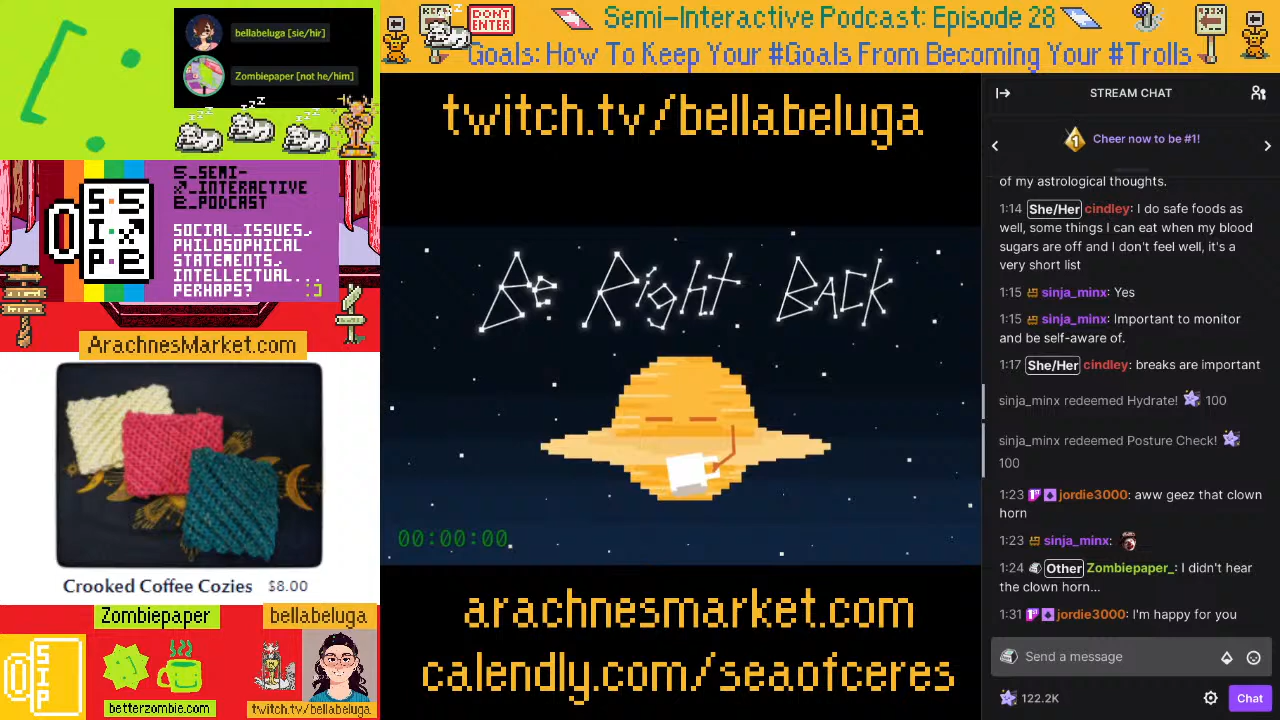 bellabeluga [sie/hir]
Zombiepaper [not he/him]
DON'T
ENTER
Semi-Interactive Podcast: Episode 28
Goals: How To Keep Your #Goals From Becoming Your #Trolls
S_SEMI-
_INTERACTIVE
_PODCAST
SOCIAL_ISSUES,
PHILOSOPHICAL
STATEMENTS,
INTELLECTUAL...
PERHAPS? :j
ArachnesMarket.com
Crooked Coffee Cozies $8.00
Zombiepaper
bellabeluga
SIP
betterzombie.com
twitch.tv/bellabeluga
twitch.tv/bellabeluga
Be Right Back
00:00:00
arachnesmarket.com
calendly.com/seaofceres
STREAM CHAT
1 Cheer now to be #1!
of my astrological thoughts.
1:14 She/Her cindley: I do safe foods as
well, some things I can eat when my blood
sugars are off and I don't feel well, it's a
very short list
1:15 sinja_minx: Yes
1:15 sinja_minx: Important to monitor
and be self-aware of.
1:17 She/Her cindley: breaks are important
sinja_minx redeemed Hydrate! 100
sinja_minx redeemed Posture Check!
100
1:23 jordie3000: aww geez that clown
horn
1:23 sinja_minx:
1:24 Other Zombiepaper_: I didn't hear
the clown horn...
1:31 jordie3000: I'm happy for you
Send a message
122.2K
Chat